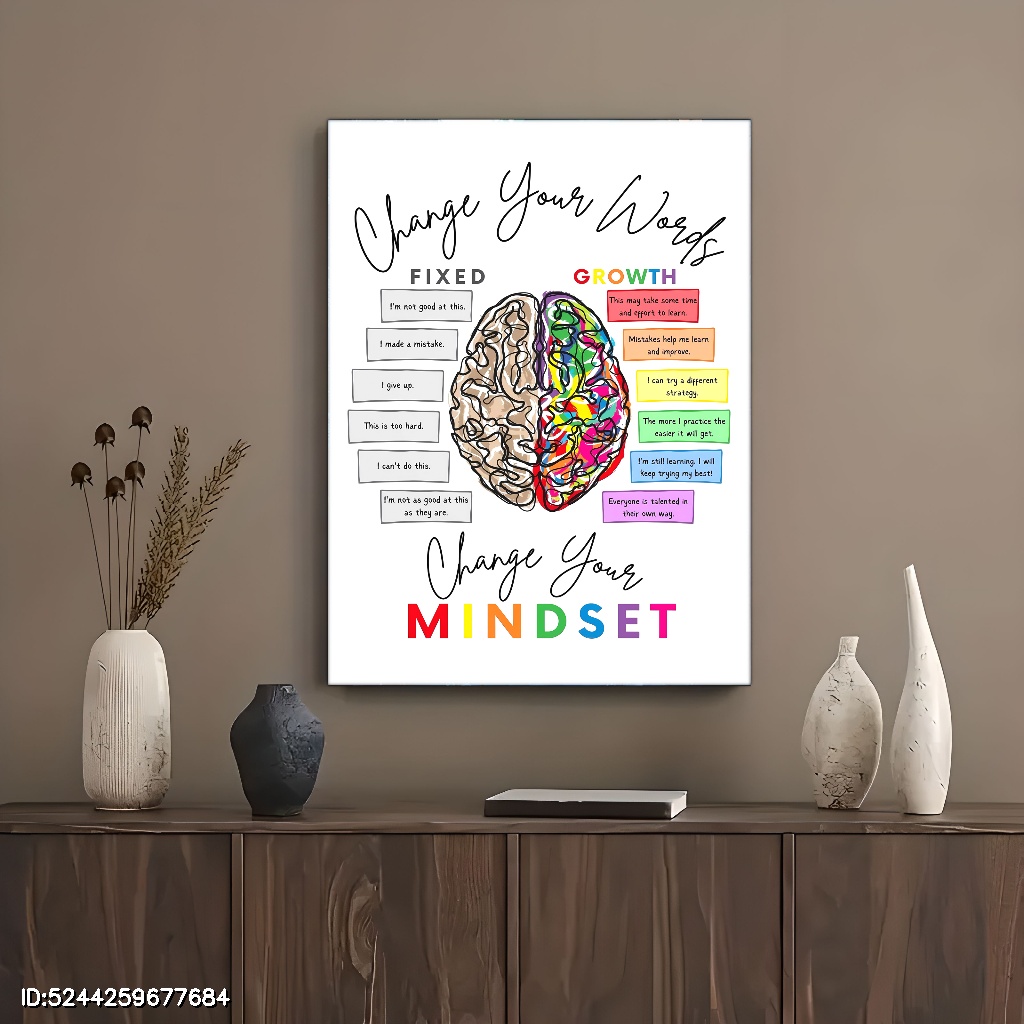 Change Your Words
FIXED
GROWTH
I'm not good at this.
This may take some time
and effort to learn.
I made a mistake.
Mistakes help me learn
and improve.
I give up.
I can try a different
strategy.
This is too hard.
The more I practice the
easier it will get.
I can't do this.
I'm still learning, I will
keep trying my best!
I'm not as good at this
as they are.
Everyone is talented in
their own way.
Change Your
MINDSET
ID:5244259677684